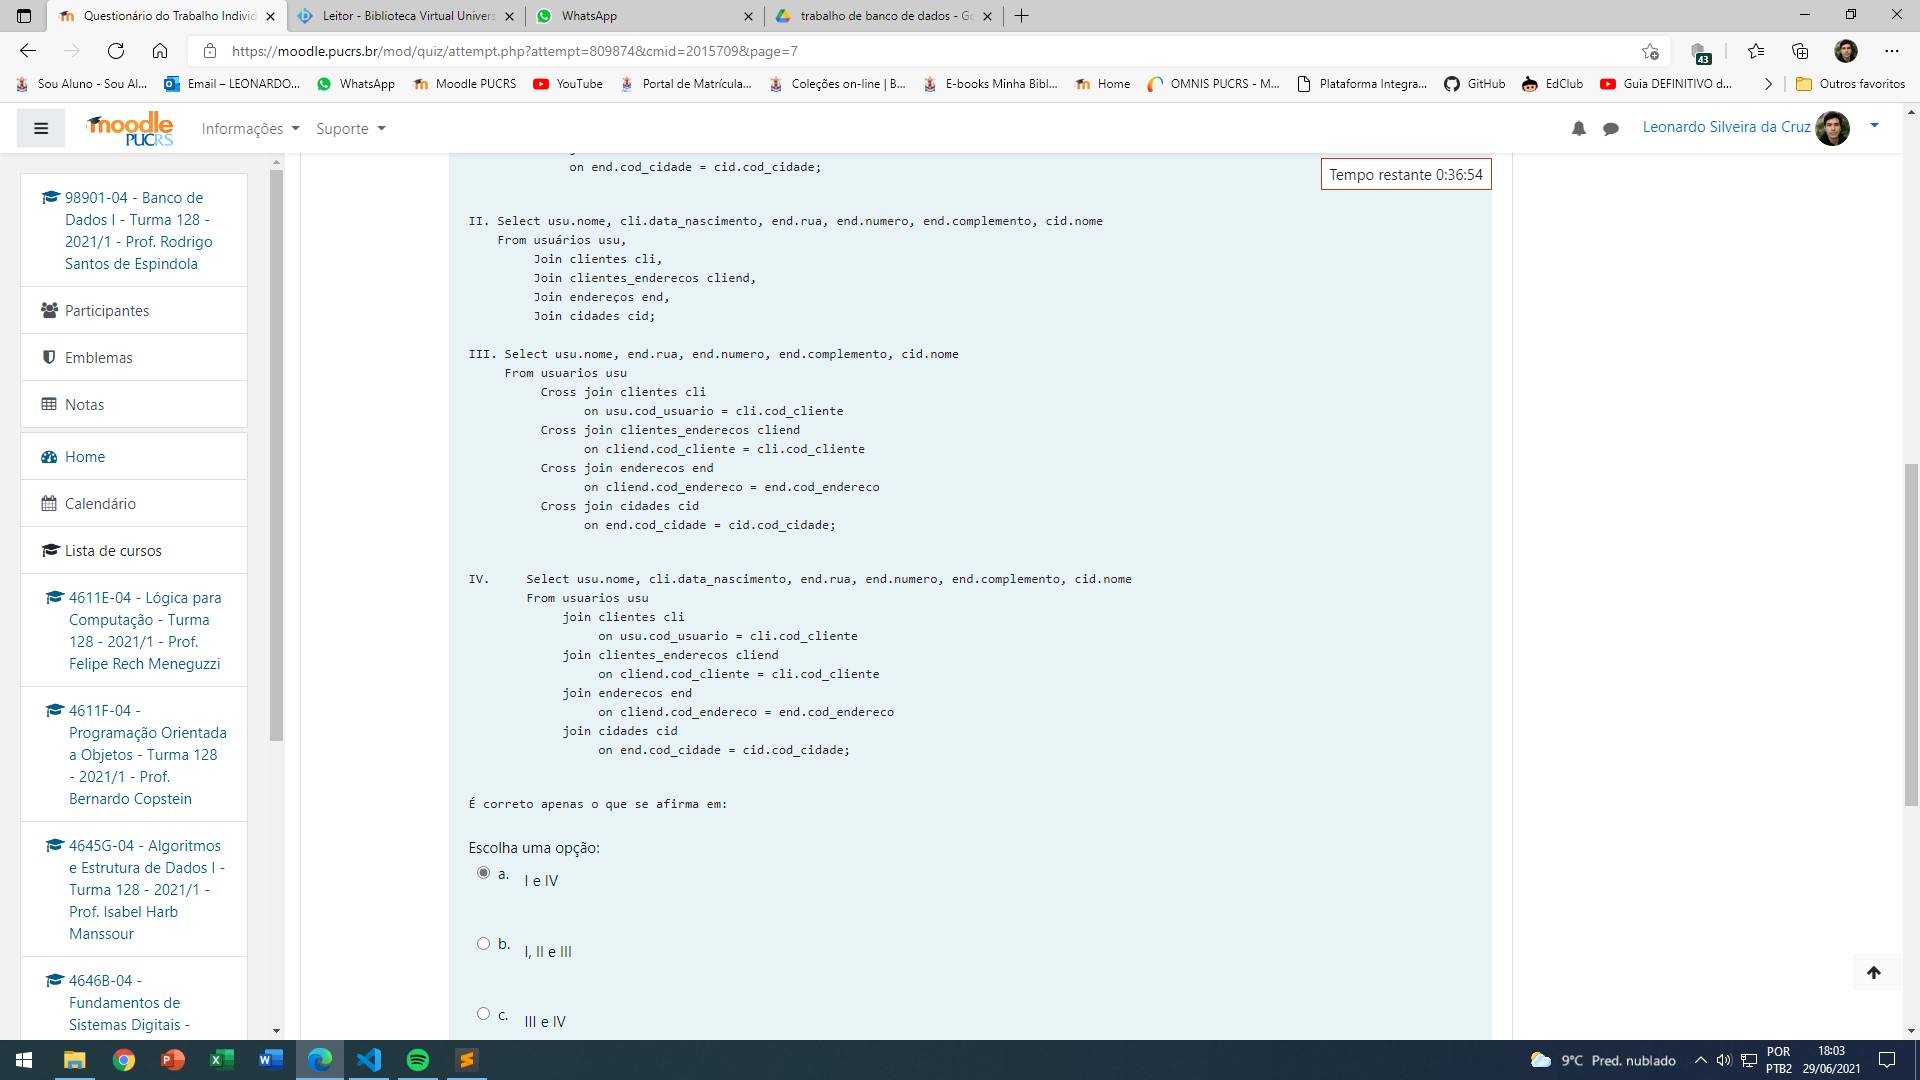 Questionário do Trabalho Individ
Leitor - Biblioteca Virtual Univers
WhatsApp
trabalho de banco de dados - Go
https://moodle.pucrs.br/mod/quiz/attempt.php?attempt=809874&cmid=2015709&page=7
43
Sou Aluno - Sou Al...
Email – LEONARDO...
WhatsApp
Moodle PUCRS
YouTube
Portal de Matrícula...
Coleções on-line | B...
E-books Minha Bibl...
Home
OMNIS PUCRS - M...
Plataforma Integra...
GitHub
EdClub
Guia DEFINITIVO d...
Outros favoritos
moodle
PUCRS
Informações
Suporte
Leonardo Silveira da Cruz
98901-04 - Banco de
Dados I - Turma 128 -
2021/1 - Prof. Rodrigo
Santos de Espindola
Participantes
Emblemas
Notas
Home
Calendário
Lista de cursos
4611E-04 - Lógica para
Computação - Turma
128 - 2021/1 - Prof.
Felipe Rech Meneguzzi
4611F-04 -
Programação Orientada
a Objetos - Turma 128
- 2021/1 - Prof.
Bernardo Copstein
4645G-04 - Algoritmos
e Estrutura de Dados I -
Turma 128 - 2021/1 -
Prof. Isabel Harb
Manssour
4646B-04 -
Fundamentos de
Sistemas Digitais -
on end.cod_cidade = cid.cod_cidade;
Tempo restante 0:36:54
II. Select usu.nome, cli.data_nascimento, end.rua, end.numero, end.complemento, cid.nome
From usuários usu,
Join clientes cli,
Join clientes_enderecos cliend,
Join endereços end,
Join cidades cid;
III. Select usu.nome, end.rua, end.numero, end.complemento, cid.nome
From usuarios usu
Cross join clientes cli
on usu.cod_usuario = cli.cod_cliente
Cross join clientes_enderecos cliend
on cliend.cod_cliente = cli.cod_cliente
Cross join enderecos end
on cliend.cod_endereco = end.cod_endereco
Cross join cidades cid
on end.cod_cidade = cid.cod_cidade;
IV. Select usu.nome, cli.data_nascimento, end.rua, end.numero, end.complemento, cid.nome
From usuarios usu
join clientes cli
on usu.cod_usuario = cli.cod_cliente
join clientes_enderecos cliend
on cliend.cod_cliente = cli.cod_cliente
join enderecos end
on cliend.cod_endereco = end.cod_endereco
join cidades cid
on end.cod_cidade = cid.cod_cidade;
É correto apenas o que se afirma em:
Escolha uma opção:
a. I e IV
b. I, II e III
c. III e IV
9°C Pred. nublado
POR
PTB2
18:03
29/06/2021